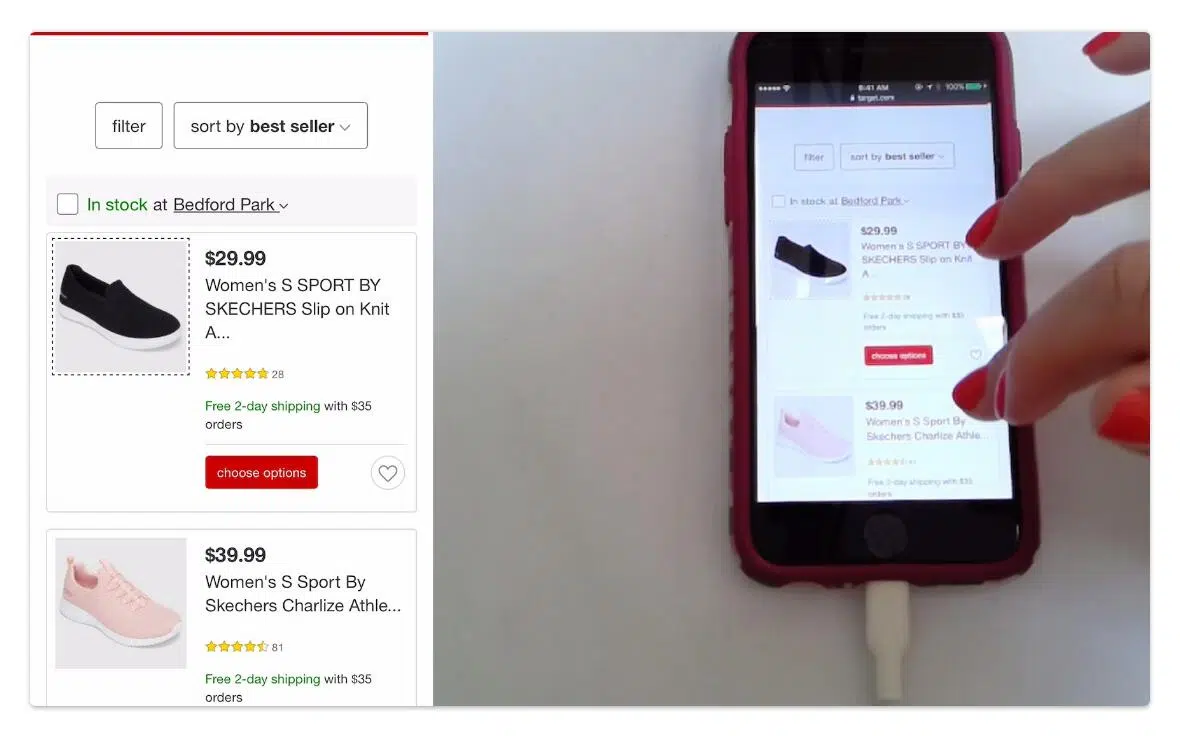 filter
sort by best seller
In stock at Bedford Park
$29.99
Women's S SPORT BY
SKECHERS Slip on Knit
A...
28
Free 2-day shipping with $35
orders
choose options
$39.99
Women's S Sport By
Skechers Charlize Athle...
81
Free 2-day shipping with $35
orders
8:41 AM
100%
target.com
filter
sort by best seller
In stock at Bedford Park
$29.99
Women's S SPORT BY
SKECHERS Slip on Knit
A...
28
Free 2-day shipping with $35
orders
choose options
$39.99
Women's S Sport By
Skechers Charlize Athle...
Free 2-day shipping with $35
orders